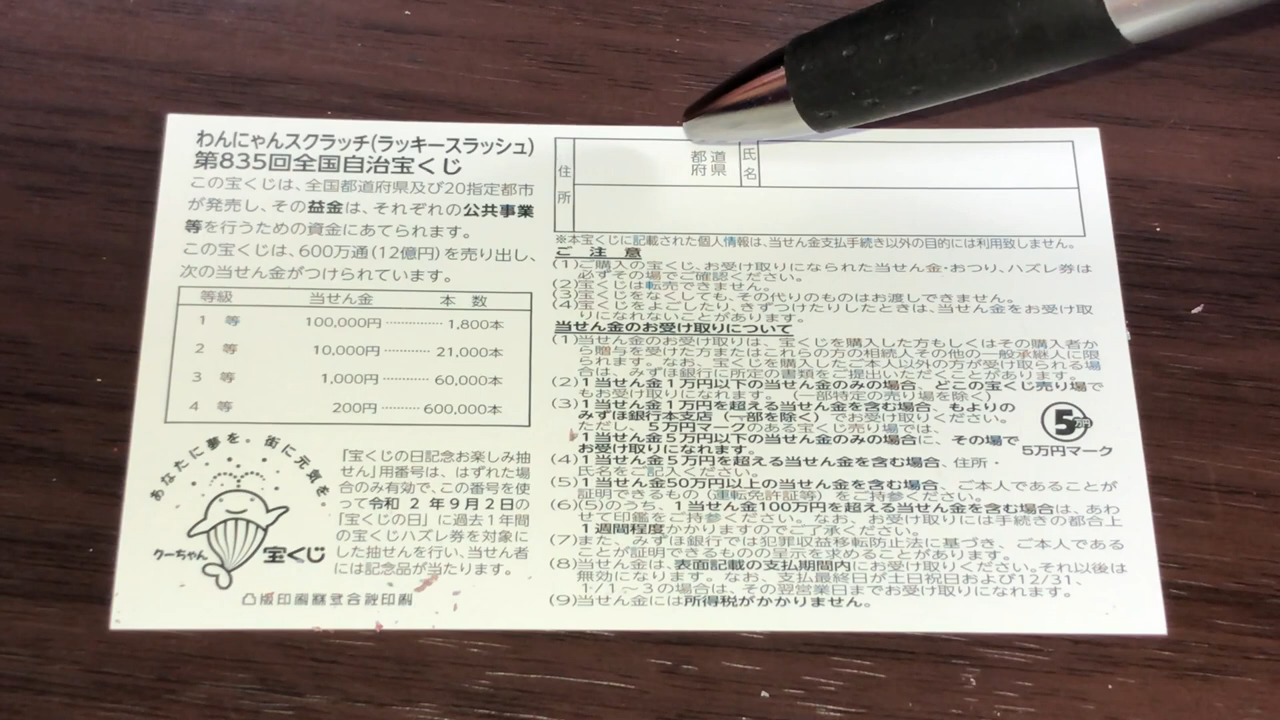 わんにゃんスクラッチ(ラッキースラッシュ)
第835回全国自治宝くじ
この宝くじは、全国都道府県及び20指定都市
が発売し、その益金は、それぞれの公共事業
等を行うための資金にあてられます。
この宝くじは、600万通(12億円)を売り出し、
次の当せん金がつけられています。
等級 当せん金 本 数
1 等 100,000円 ············ 1,800本
2 等 10,000円 ········· 21,000本
3 等 1,000円 ········· 60,000本
4 等 200円 ········· 600,000本
あなたに夢を。街に元気を。
クーちゃん 宝くじ
「宝くじの日記念お楽しみ抽
せん」用番号は、はずれた場
合のみ有効で、この番号を使
って令和 2 年 9 月 2 日の
「宝くじの日」に過去1年間
の宝くじハズレ券を対象に
した抽せんを行い、当せん者
には記念品が当たります。
凸版印刷株式会社印刷
住所 都道府県 氏名
※本宝くじに記載された個人情報は、当せん金支払手続き以外の目的には利用致しません。
ご 注 意
(1)ご購入の宝くじ、お受け取りになられた当せん金・おつり、ハズレ券は
必ずその場でご確認ください。
(2)宝くじは転売できません。
(3)宝くじをなくしても、その代りのものはお渡しできません。
(4)宝くじをよごしたり、きずつけたりしたときは、当せん金をお受け取
りになれないことがあります。
当せん金のお受け取りについて
(1)当せん金のお受け取りは、宝くじを購入した方もしくはその購入者か
ら贈与を受けた方またはこれらの方の相続人その他の一般承継人に限
られます。なお、宝くじを購入したご本人以外の方が受け取られる場
合は、みずほ銀行に所定の書類をご提出いただくことがあります。
(2)1当せん金1万円以下の当せん金のみの場合、どこの宝くじ売り場で
もお受け取りになれます。(一部特定の売り場を除く)
(3)1当せん金1万円を超える当せん金を含む場合、もよりの
みずほ銀行本支店(一部を除く)でお受け取りください。
ただし、5万円マークのある宝くじ売り場では、
1当せん金5万円以下の当せん金のみの場合に、その場で
お受け取りになれます。
5万円
5万円マーク
(4)1当せん金5万円を超える当せん金を含む場合、住所・
氏名をご記入ください。
(5)1当せん金50万円以上の当せん金を含む場合、ご本人であることが
証明できるもの(運転免許証等)をご持参ください。
(6)(5)のうち、1当せん金100万円を超える当せん金を含む場合は、あわ
せて印鑑をご持参ください。なお、お受け取りには手続きの都合上
1週間程度かかりますのでご了承ください。
(7)また、みずほ銀行では犯罪収益移転防止法に基づき、ご本人である
ことが証明できるものの呈示を求めることがあります。
(8)当せん金は、表面記載の支払期間内にお受け取りください。それ以後は
無効になります。なお、支払最終日が土日祝日および12/31、
1/1～3の場合は、その翌営業日までお受け取りになれます。
(9)当せん金には所得税がかかりません。